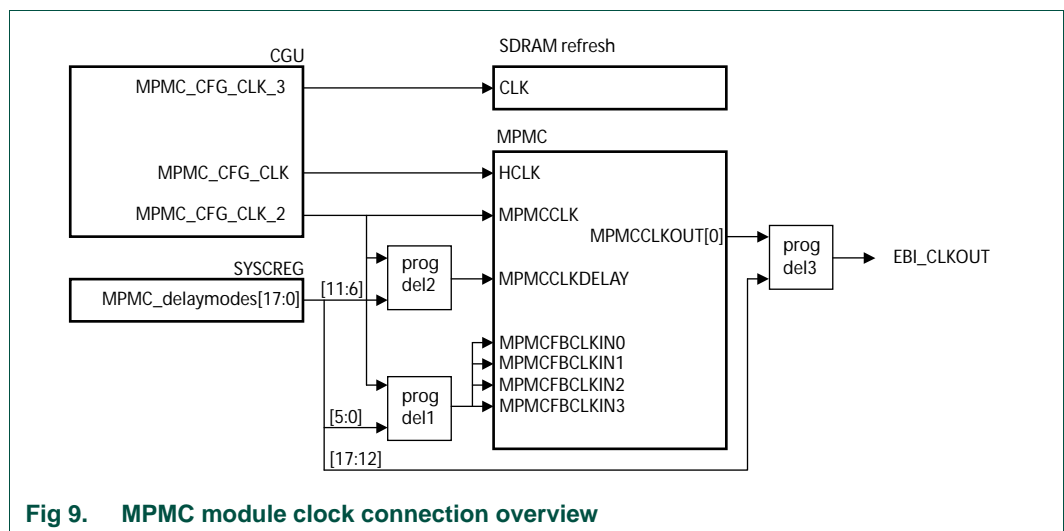 CGU
MPMC_CFG_CLK_3
MPMC_CFG_CLK
MPMC_CFG_CLK_2
SYSCREG
MPMC_delaymodes[17:0]
SDRAM refresh
CLK
MPMC
HCLK
MPMCCLK
MPMCCLKOUT[0]
MPMCCLKDELAY
MPMCFBCLKIN0
MPMCFBCLKIN1
MPMCFBCLKIN2
MPMCFBCLKIN3
[11:6]
prog
del2
prog
del1
[5:0]
[17:12]
prog
del3
EBI_CLKOUT
Fig 9. MPMC module clock connection overview